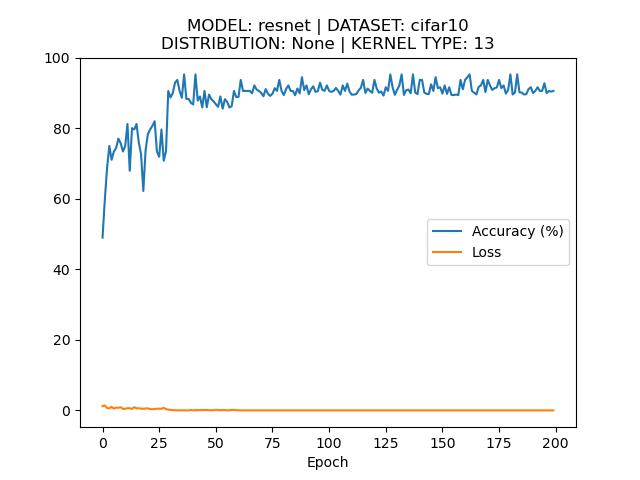 MODEL: resnet | DATASET: cifar10
DISTRIBUTION: None | KERNEL TYPE: 13
100
80
60
40
20
0
Accuracy (%)
Loss
0 25 50 75 100 125 150 175 200
Epoch